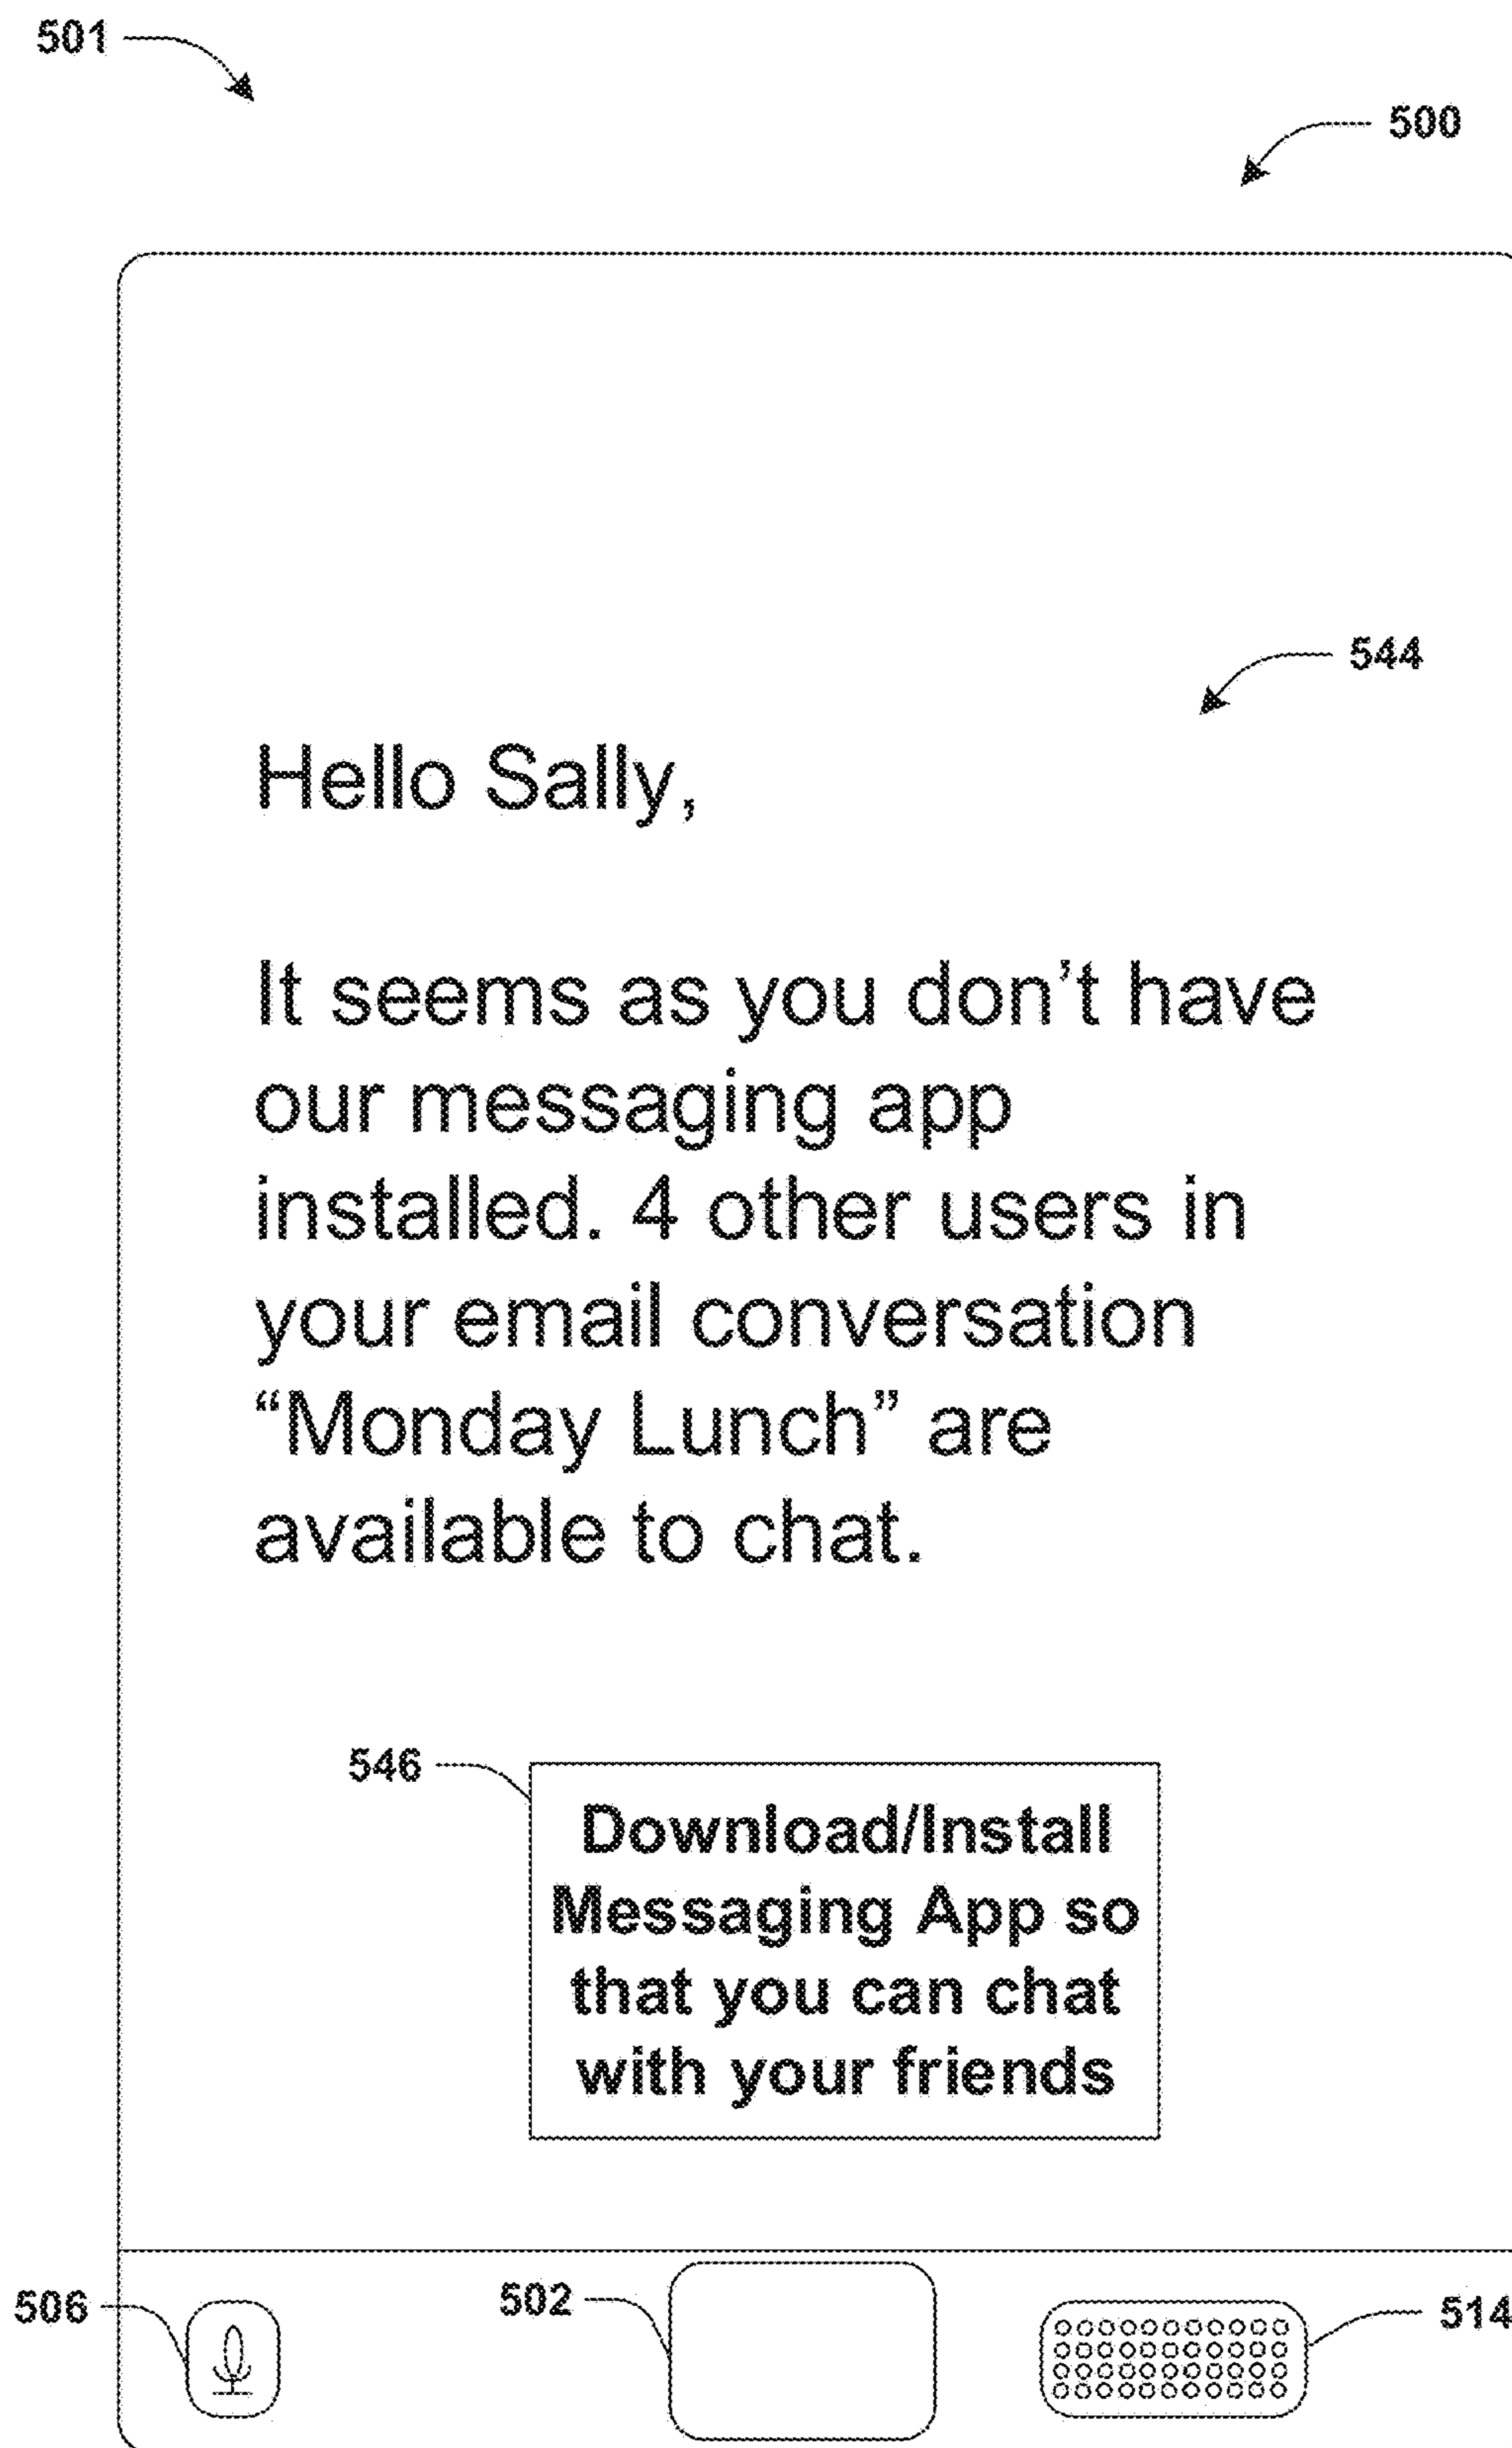 501
500
544
Hello Sally,
It seems as you don’t have
our messaging app
installed. 4 other users in
your email conversation
“Monday Lunch” are
available to chat.
546
Download/Install
Messaging App so
that you can chat
with your friends
506
502
514